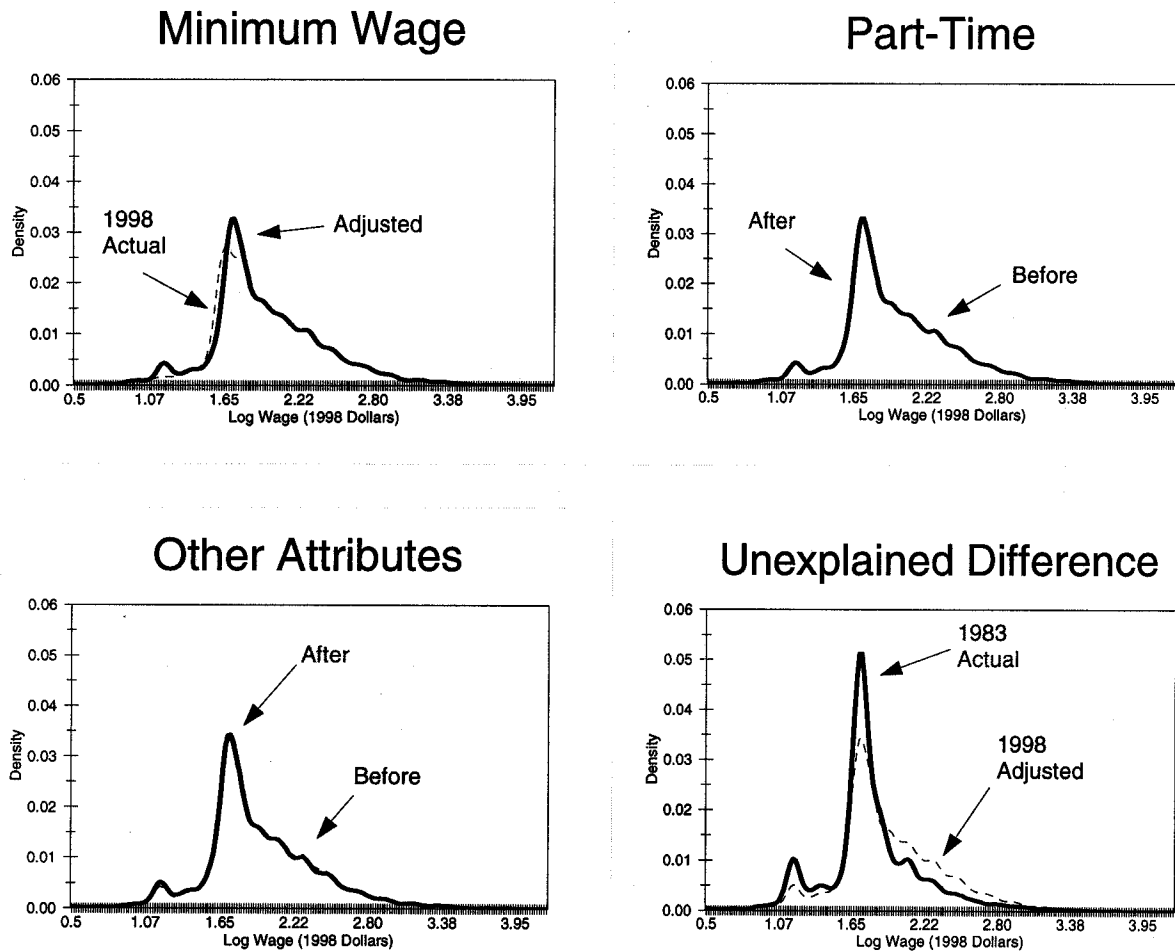 Minimum Wage
0.06
0.05
0.04
0.03
0.02
0.01
0.00
Density
1998
Actual
Adjusted
0.5 1.07 1.65 2.22 2.80 3.38 3.95
Log Wage (1998 Dollars)
Part-Time
0.06
0.05
0.04
0.03
0.02
0.01
0.00
Density
After
Before
0.5 1.07 1.65 2.22 2.80 3.38 3.95
Log Wage (1998 Dollars)
Other Attributes
0.06
0.05
0.04
0.03
0.02
0.01
0.00
Density
After
Before
0.5 1.07 1.65 2.22 2.80 3.38 3.95
Log Wage (1998 Dollars)
Unexplained Difference
0.06
0.05
0.04
0.03
0.02
0.01
0.00
Density
1983
Actual
1998
Adjusted
0.5 1.07 1.65 2.22 2.80 3.38 3.95
Log Wage (1998 Dollars)